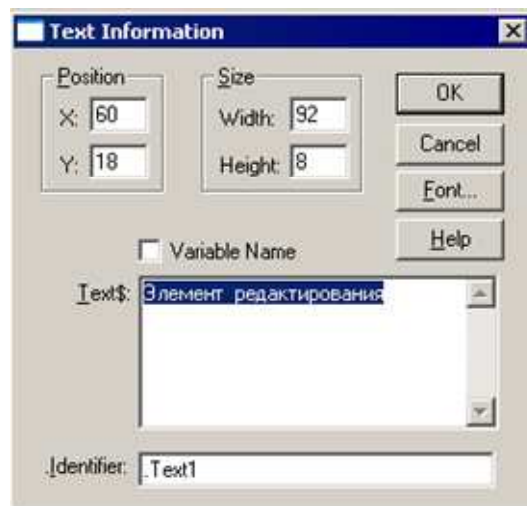 Text Information
Position
X: 60
Y: 18
Size
Width: 92
Height: 8
OK
Cancel
Font...
Help
Variable Name
Text$: Элемент редактирования
.Identifier: .Text1